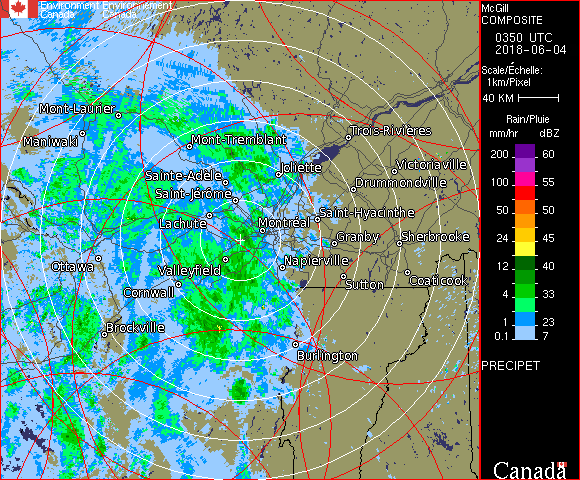 Environment Environnement
Canada Canada
McGill
COMPOSITE
0350 UTC
2018-06-04
Scale/Échelle:
1km/Pixel
40 KM
Rain/Pluie
mm/hr dBZ
200 60
100 55
50 50
24 45
12 40
4 33
1 23
0.1 7
PRECIPET
Canada
Mont-Laurier
Maniwaki
Mont-Tremblant
Trois-Rivières
Joliette
Victoriaville
Sainte-Adèle
Drummondville
Saint-Jérôme
Saint-Hyacinthe
Lachute
Montréal
Granby
Sherbrooke
Ottawa
Valleyfield
Napierville
Cornwall
Sutton
Coaticook
Brockville
Burlington